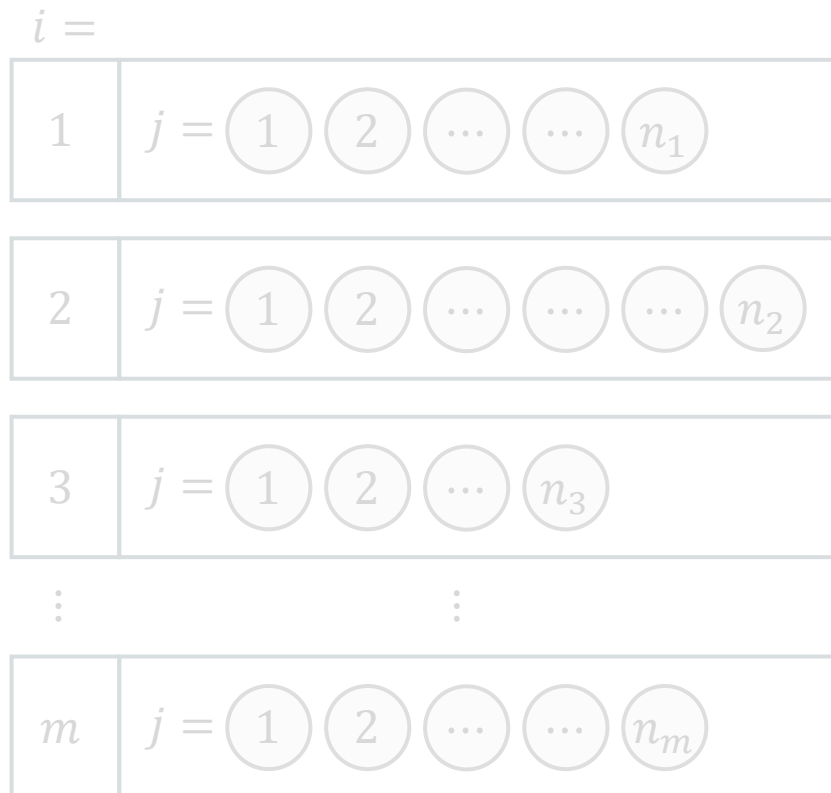 i =
1 j = 1 2 ⋯ ⋯ n₁
2 j = 1 2 ⋯ ⋯ ⋯ n₂
3 j = 1 2 ⋯ n₃
⋮ ⋮
m j = 1 2 ⋯ ⋯ nₘ